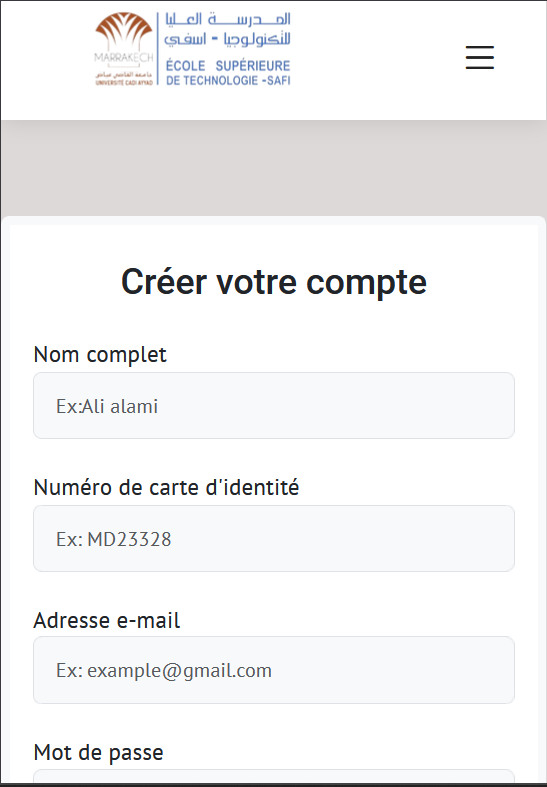 المدرســة العليا
للتكنولوجيا - اسفي
MARRAKECH
ÉCOLE SUPÉRIEURE
DE TECHNOLOGIE -SAFI
جامعة القاضي عياض
UNIVERSITÉ CADI AYYAD
Créer votre compte
Nom complet
Ex:Ali alami
Numéro de carte d'identité
Ex: MD23328
Adresse e-mail
Ex: example@gmail.com
Mot de passe